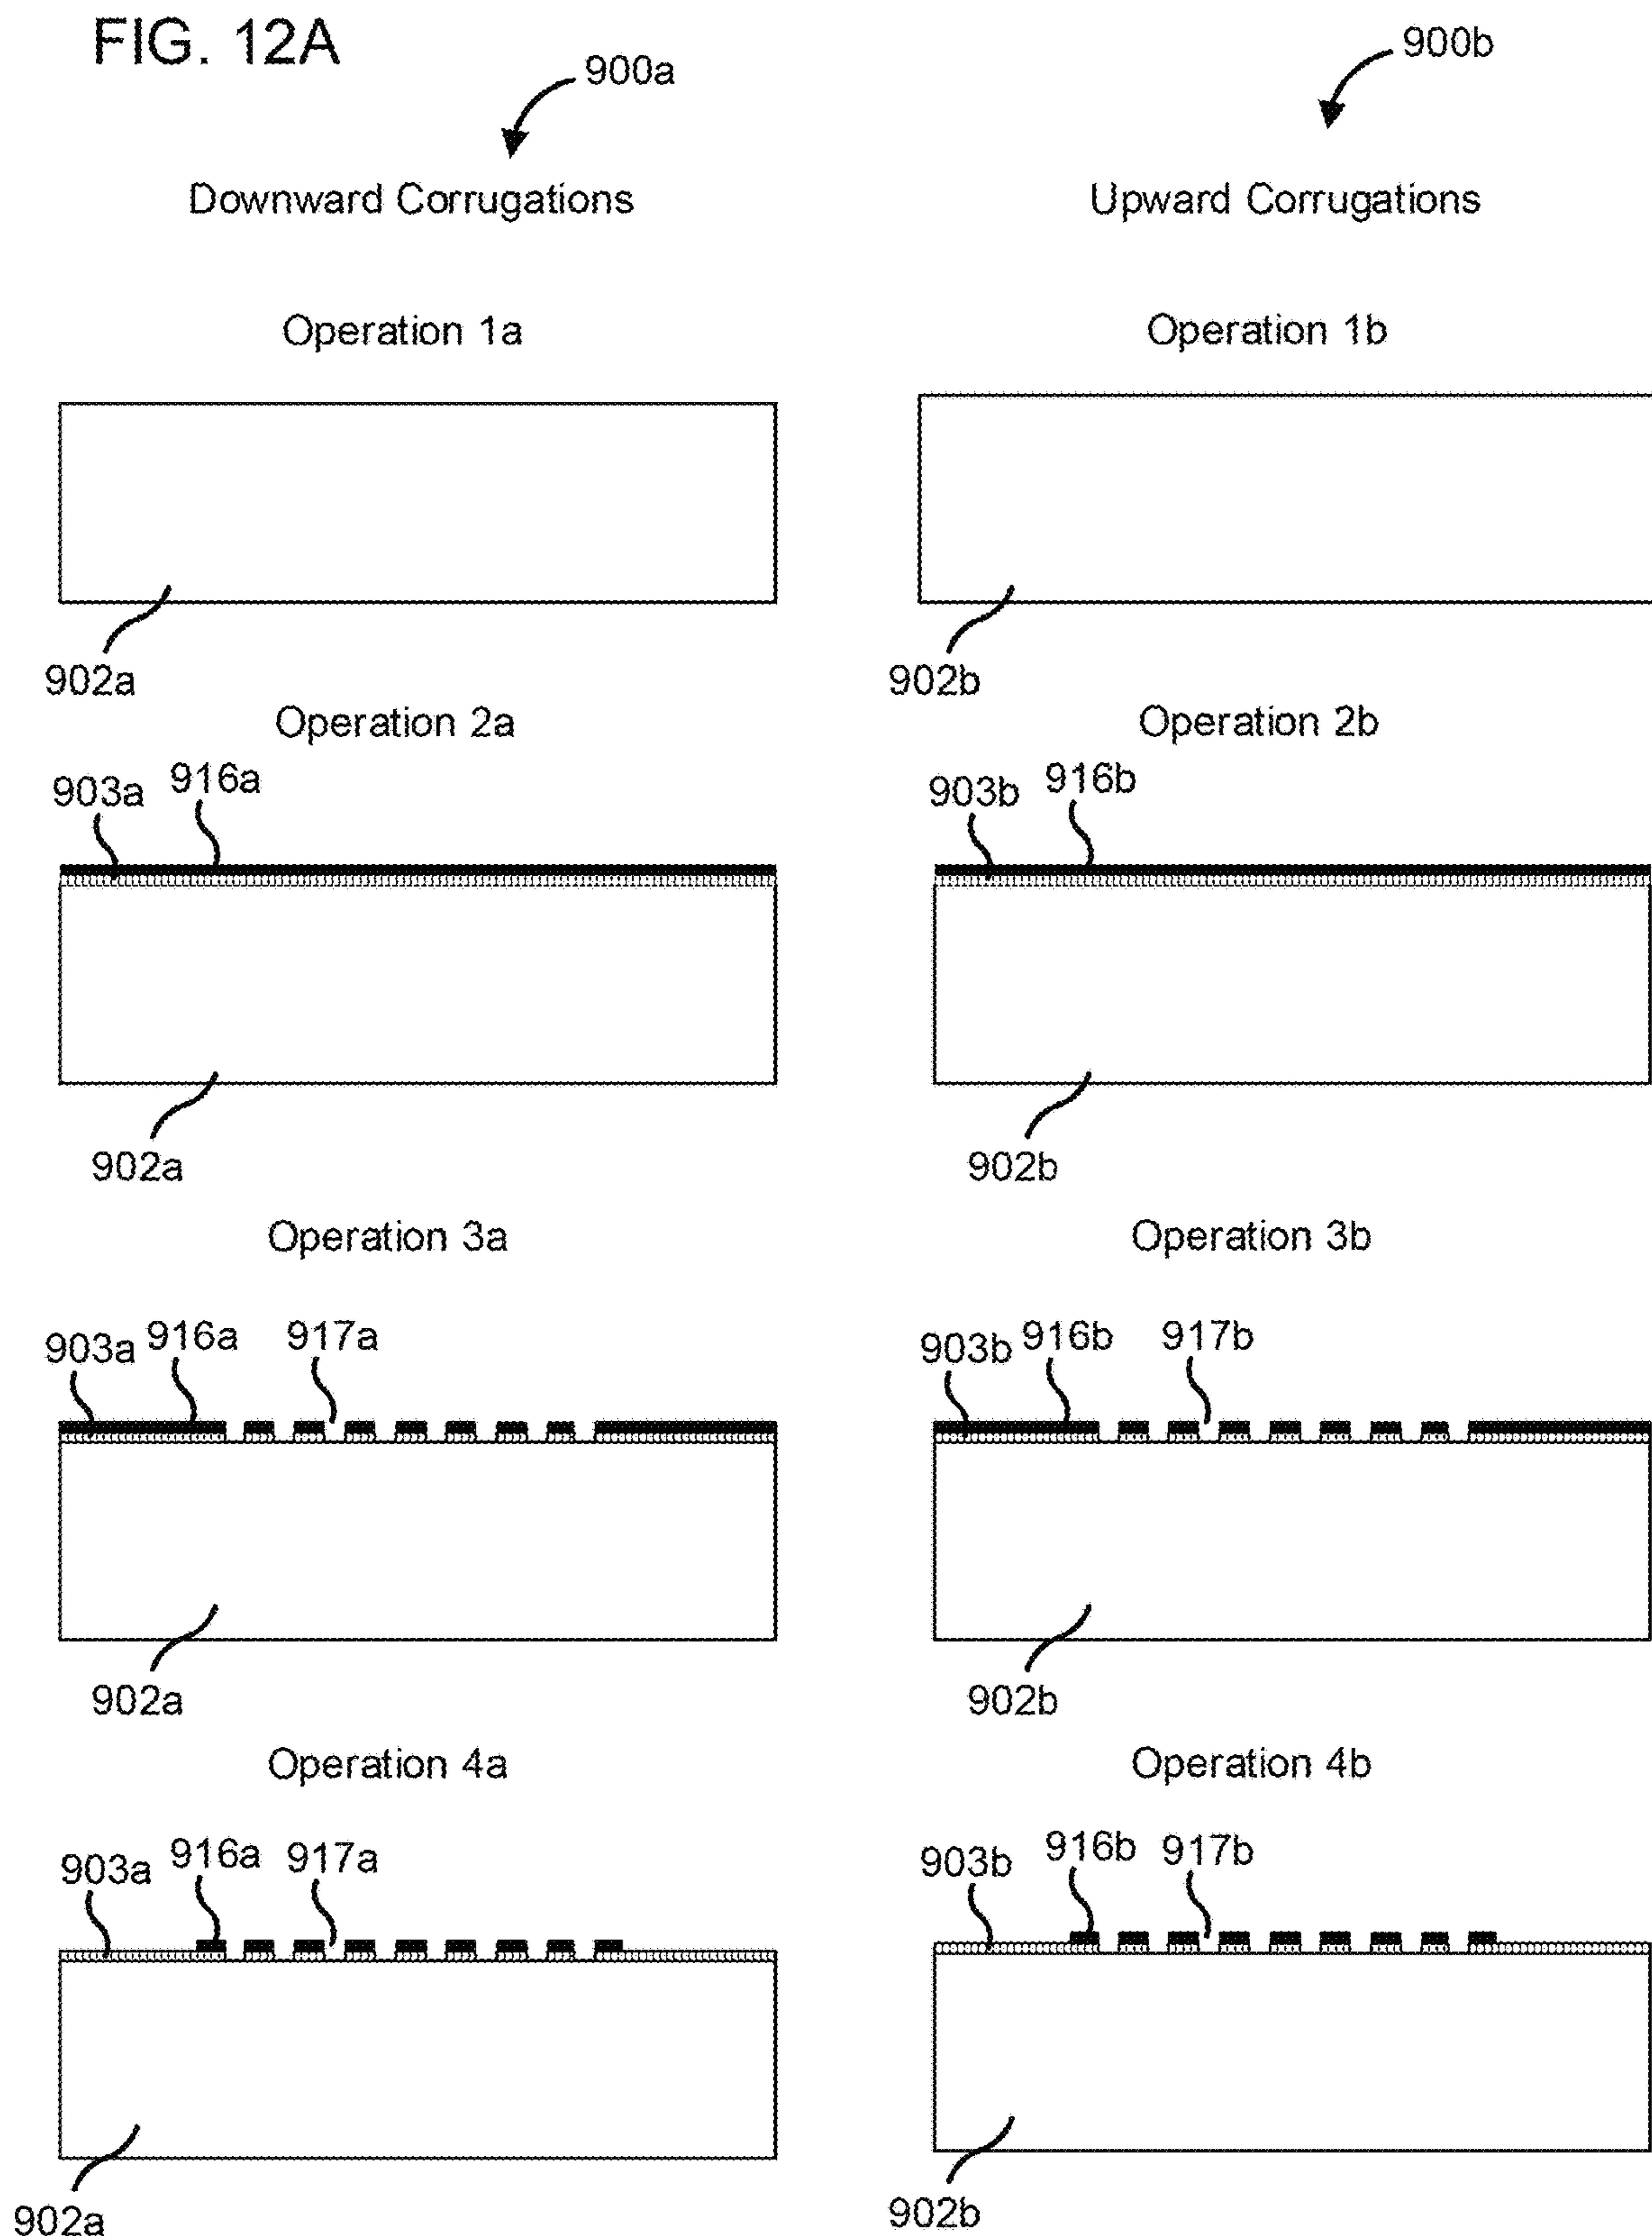 FIG. 12A
900a
900b
Downward Corrugations
Upward Corrugations
Operation 1a
Operation 1b
902a
902b
Operation 2a
Operation 2b
903a 916a
903b 916b
902a
902b
Operation 3a
Operation 3b
903a 916a 917a
903b 916b 917b
902a
902b
Operation 4a
Operation 4b
903a 916a 917a
903b 916b 917b
902a
902b